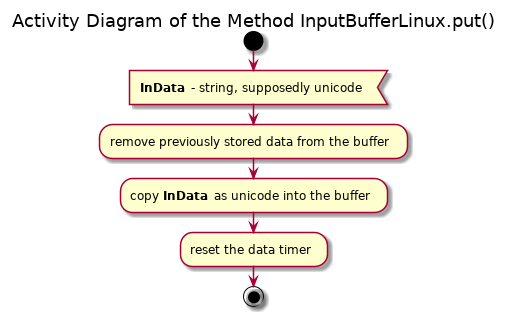 Activity Diagram of the Method InputBufferLinux.put()
InData - string, supposedly unicode
remove previously stored data from the buffer
copy InData as unicode into the buffer
reset the data timer